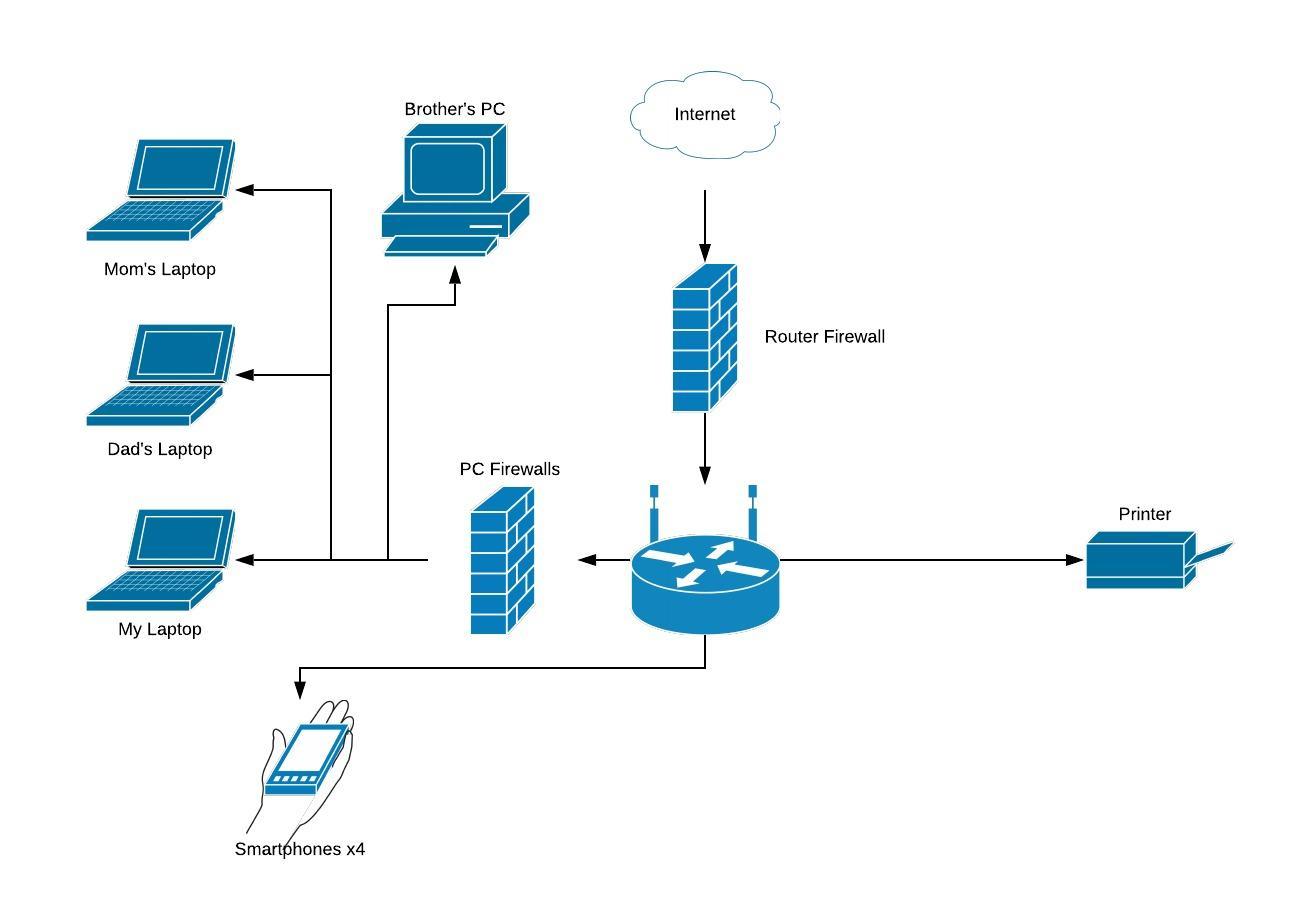 Brother's PC
Internet
Mom's Laptop
Router Firewall
Dad's Laptop
PC Firewalls
Printer
My Laptop
Smartphones x4